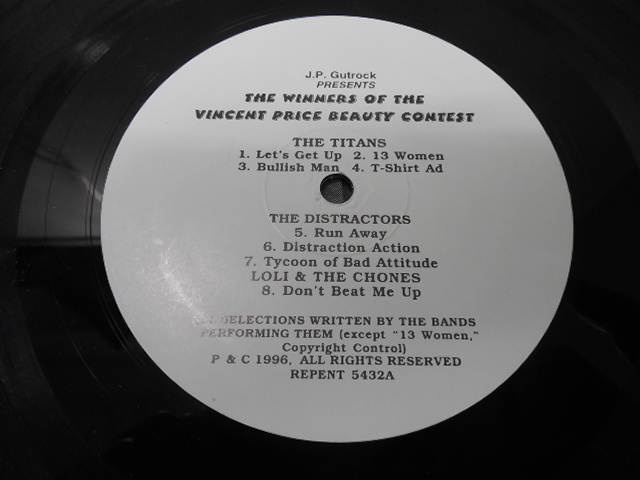 J.P. Gutrock
PRESENTS
THE WINNERS OF THE
VINCENT PRICE BEAUTY CONTEST
THE TITANS
1. Let's Get Up 2. 13 Women
3. Bullish Man 4. T-Shirt Ad
THE DISTRACTORS
5. Run Away
6. Distraction Action
7. Tycoon of Bad Attitude
LOLI & THE CHONES
8. Don't Beat Me Up
SELECTIONS WRITTEN BY THE BANDS
PERFORMING THEM (except "13 Women,"
Copyright Control)
P & C 1996, ALL RIGHTS RESERVED
REPENT 5432A